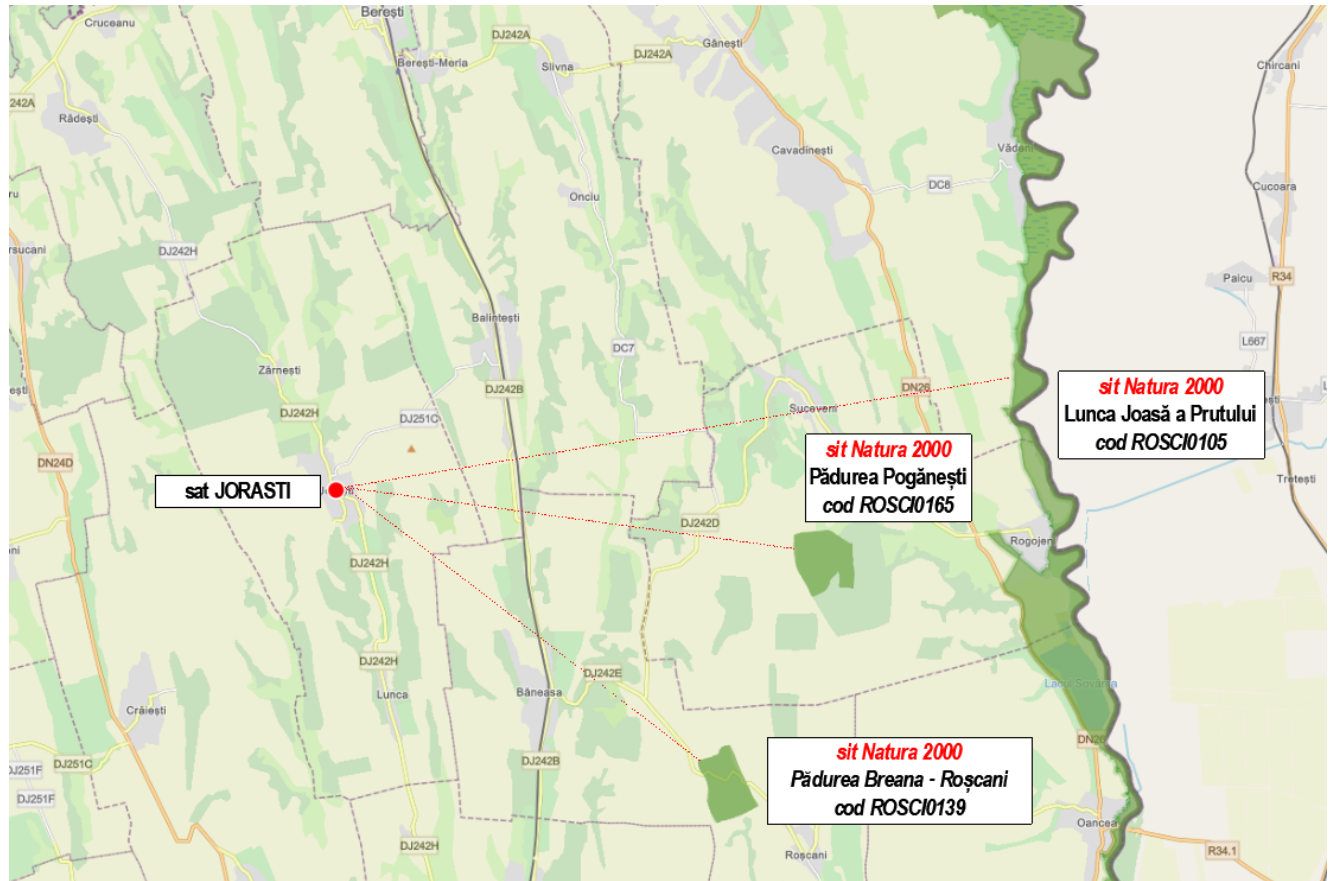 Berești
Cruceanu
DJ242A
Gănești
Berești-Meria
Slivna
DJ242A
Chircani
242A
Rădești
Vădeni
Cavadinești
DC8
Cucoara
Onciu
DJ242H
Paicu
R34
Balintești
DC7
L667
Zărnești
DJ242B
DN26
DJ242H
DJ251C
Suceveni
sit Natura 2000
Lunca Joasă a Prutului
cod ROSCI0105
sit Natura 2000
Pădurea Pogănești
cod ROSCI0165
DN24D
Tretești
sat JORASTI
DJ242D
Rogojeni
DJ242H
DJ242H
DJ242E
Lunca
Băneasa
Crăiești
DN26
sit Natura 2000
Pădurea Breana - Roșcani
cod ROSCI0139
DJ251F
DJ251C
DJ242B
DJ251F
Oancea
DJ242H
Roșcani
R34.1